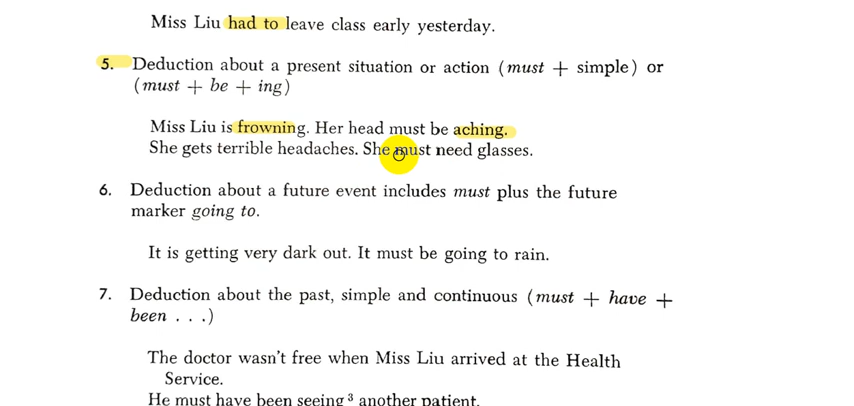 Miss Liu had to leave class early yesterday.
5. Deduction about a present situation or action (must + simple) or
(must + be + ing)
Miss Liu is frowning. Her head must be aching.
She gets terrible headaches. She must need glasses.
6. Deduction about a future event includes must plus the future
marker going to.
It is getting very dark out. It must be going to rain.
7. Deduction about the past, simple and continuous (must + have +
been . . .)
The doctor wasn't free when Miss Liu arrived at the Health
Service.
He must have been seeing ³ another patient.